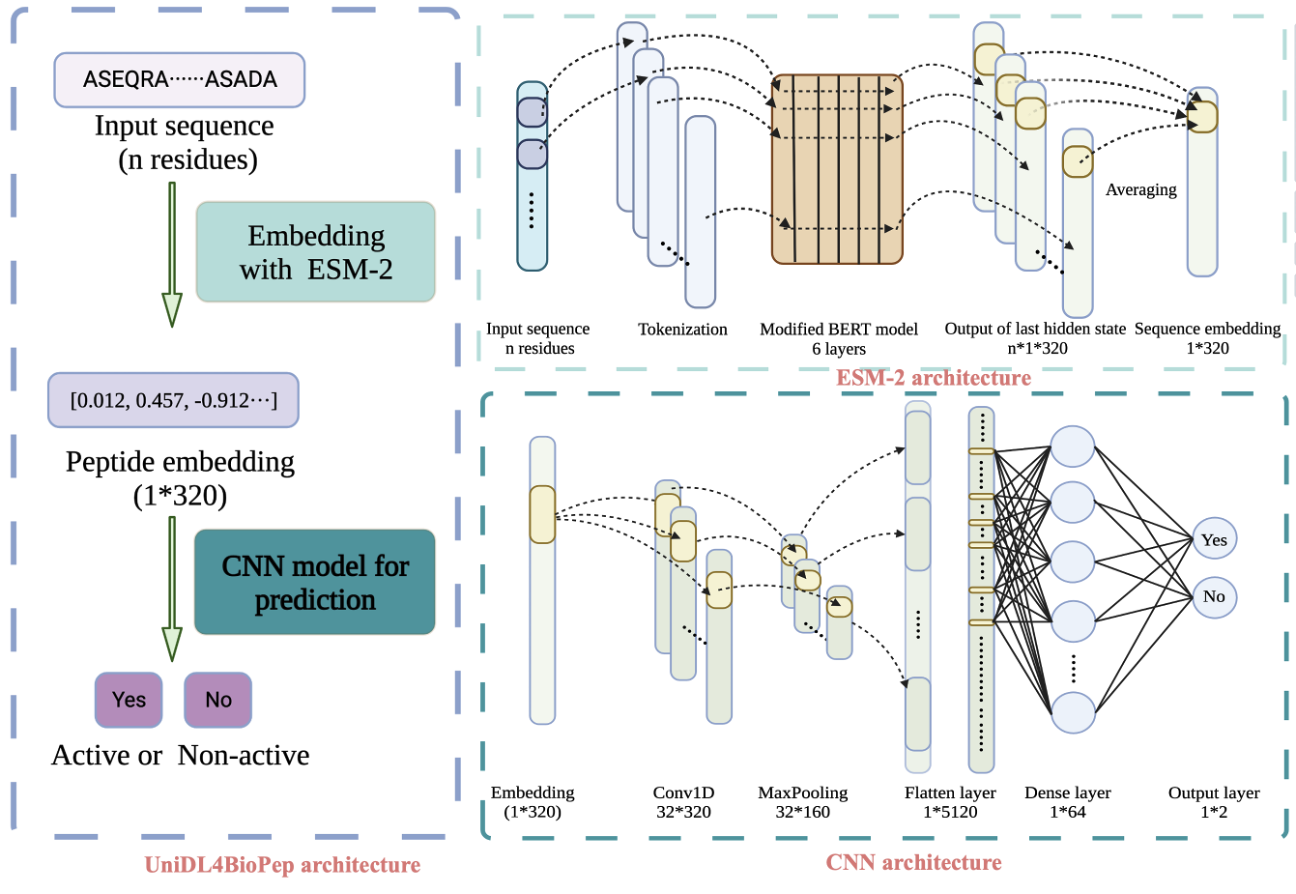 ASEQRA······ASADA
Input sequence
(n residues)
Embedding
with ESM-2
[0.012, 0.457, -0.912···]
Peptide embedding
(1*320)
CNN model for
prediction
Yes
No
Active or Non-active
UniDL4BioPep architecture
Averaging
Input sequence
n residues
Tokenization
Modified BERT model
6 layers
Output of last hidden state
n*1*320
Sequence embedding
1*320
ESM-2 architecture
Yes
No
Embedding
(1*320)
Conv1D
32*320
MaxPooling
32*160
Flatten layer
1*5120
Dense layer
1*64
Output layer
1*2
CNN architecture